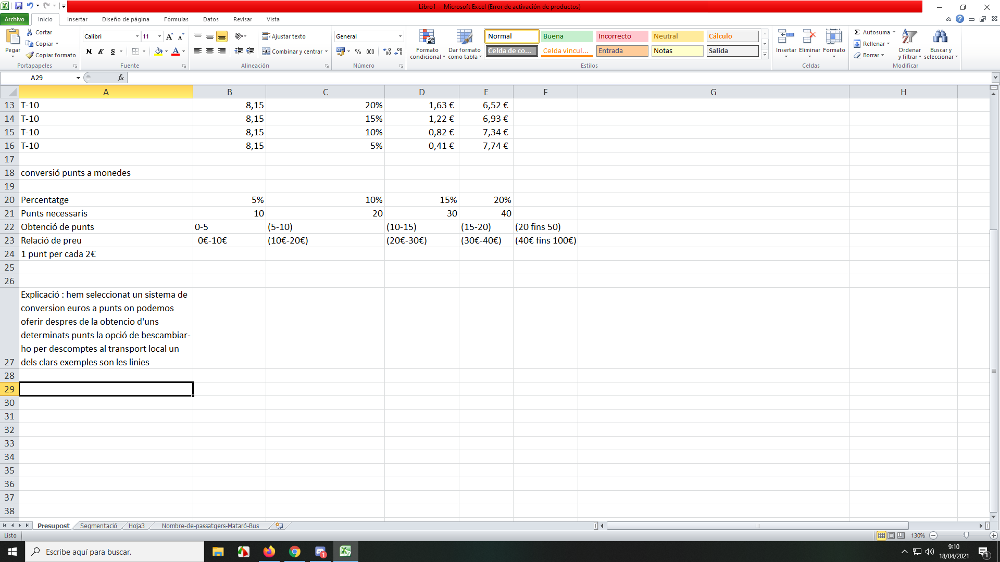 Libro1 - Microsoft Excel (Error de activación de productos)
Archivo Inicio Insertar Diseño de página Fórmulas Datos Revisar Vista
Pegar
Cortar
Copiar
Copiar formato
Portapapeles
Calibri 11
N K S
Fuente
Ajustar texto
Combinar y centrar
Alineación
General
% 000
Número
Formato condicional
Dar formato como tabla
Normal Buena Incorrecto Neutral Cálculo
Celda de co... Celda vincul... Entrada Notas Salida
Estilos
Insertar Eliminar Formato
Celdas
Σ Autosuma
Rellenar
Borrar
Ordenar y filtrar
Buscar y seleccionar
Modificar
A29 fx
A B C D E F G H
13 T-10 8,15 20% 1,63 € 6,52 €
14 T-10 8,15 15% 1,22 € 6,93 €
15 T-10 8,15 10% 0,82 € 7,34 €
16 T-10 8,15 5% 0,41 € 7,74 €
17
18 conversió punts a monedes
19
20 Percentatge 5% 10% 15% 20%
21 Punts necessaris 10 20 30 40
22 Obtenció de punts 0-5 (5-10) (10-15) (15-20) (20 fins 50)
23 Relació de preu 0€-10€ (10€-20€) (20€-30€) (30€-40€) (40€ fins 100€)
24 1 punt per cada 2€
25
26
Explicació : hem seleccionat un sistema de
conversion euros a punts on podemos
oferir despres de la obtencio d'uns
determinats punts la opció de bescambiar-
ho per descomptes al transport local un
27 dels clars exemples son les linies
28
29
30
31
32
33
34
35
36
37
38
Presupost Segmentació Hoja3 Nombre-de-passatgers-Mataró-Bus
Listo 130%
Escribe aquí para buscar.
1
9:10
18/04/2021
1